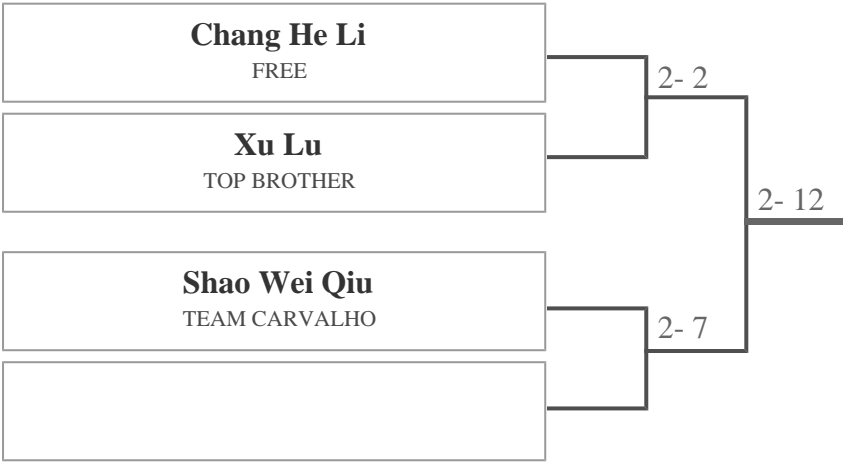 Chang He Li
FREE
2- 2
Xu Lu
TOP BROTHER
2- 12
Shao Wei Qiu
TEAM CARVALHO
2- 7